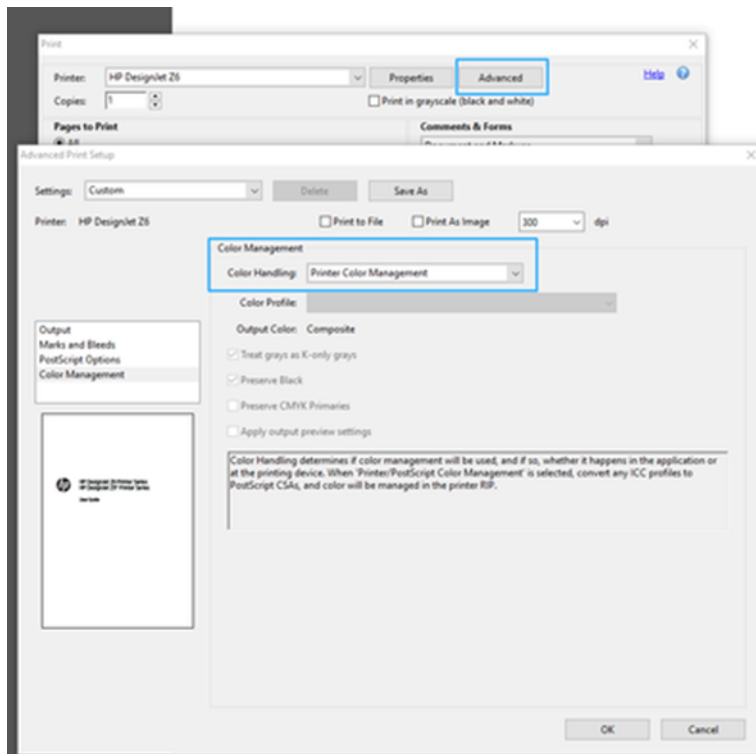 Print
Printer: HP DesignJet Z6 Properties Advanced Help
Copies: 1 Print in grayscale (black and white)
Pages to Print Comments & Forms
All Document and Markups
Advanced Print Setup
Settings: Custom Delete Save As
Printer: HP DesignJet Z6 Print to File Print As Image 300 dpi
Color Management
Color Handling: Printer Color Management
Color Profile:
Output Color: Composite
Output
Marks and Bleeds
PostScript Options
Color Management
Treat grays as K-only grays
Preserve Black
Preserve CMYK Primaries
Apply output preview settings
Color Handling determines if color management will be used, and if so, whether it happens in the application or
at the printing device. When 'Printer/PostScript Color Management' is selected, convert any ICC profiles to
PostScript CSAs, and color will be managed in the printer RIP.
hp
OK Cancel